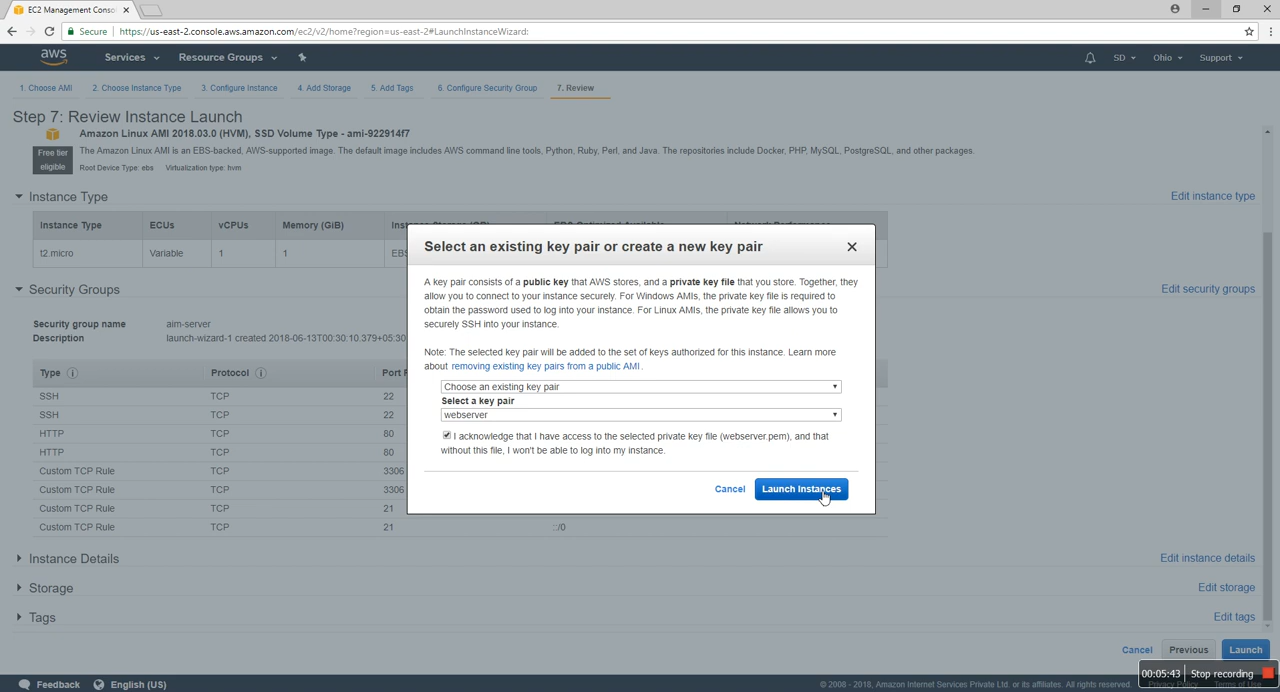 EC2 Management Conso
Secure | https://us-east-2.console.aws.amazon.com/ec2/v2/home?region=us-east-2#LaunchInstanceWizard:
aws Services Resource Groups SD Ohio Support
1. Choose AMI 2. Choose Instance Type 3. Configure Instance 4. Add Storage 5. Add Tags 6. Configure Security Group 7. Review
Step 7: Review Instance Launch
Amazon Linux AMI 2018.03.0 (HVM), SSD Volume Type - ami-922914f7
Free tier eligible
The Amazon Linux AMI is an EBS-backed, AWS-supported image. The default image includes AWS command line tools, Python, Ruby, Perl, and Java. The repositories include Docker, PHP, MySQL, PostgreSQL, and other packages.
Root Device Type: ebs Virtualization type: hvm
Instance Type Edit instance type
Instance Type ECUs vCPUs Memory (GiB)
t2.micro Variable 1 1 EBS
Security Groups Edit security groups
Security group name aim-server
Description launch-wizard-1 created 2018-06-13T00:30:10.379+05:30
Type Protocol Port R
SSH TCP 22
SSH TCP 22
HTTP TCP 80
HTTP TCP 80
Custom TCP Rule TCP 3306
Custom TCP Rule TCP 3306
Custom TCP Rule TCP 21
Custom TCP Rule TCP 21 ::/0
Instance Details Edit instance details
Storage Edit storage
Tags Edit tags
Select an existing key pair or create a new key pair
A key pair consists of a public key that AWS stores, and a private key file that you store. Together, they
allow you to connect to your instance securely. For Windows AMIs, the private key file is required to
obtain the password used to log into your instance. For Linux AMIs, the private key file allows you to
securely SSH into your instance.
Note: The selected key pair will be added to the set of keys authorized for this instance. Learn more
about removing existing key pairs from a public AMI.
Choose an existing key pair
Select a key pair
webserver
I acknowledge that I have access to the selected private key file (webserver.pem), and that
without this file, I won't be able to log into my instance.
Cancel Launch Instances
Cancel Previous Launch
00:05:43 Stop recording
Feedback English (US) © 2008 - 2018, Amazon Internet Services Private Ltd. or its affiliates. All rights reserved. Privacy Policy Terms of Use